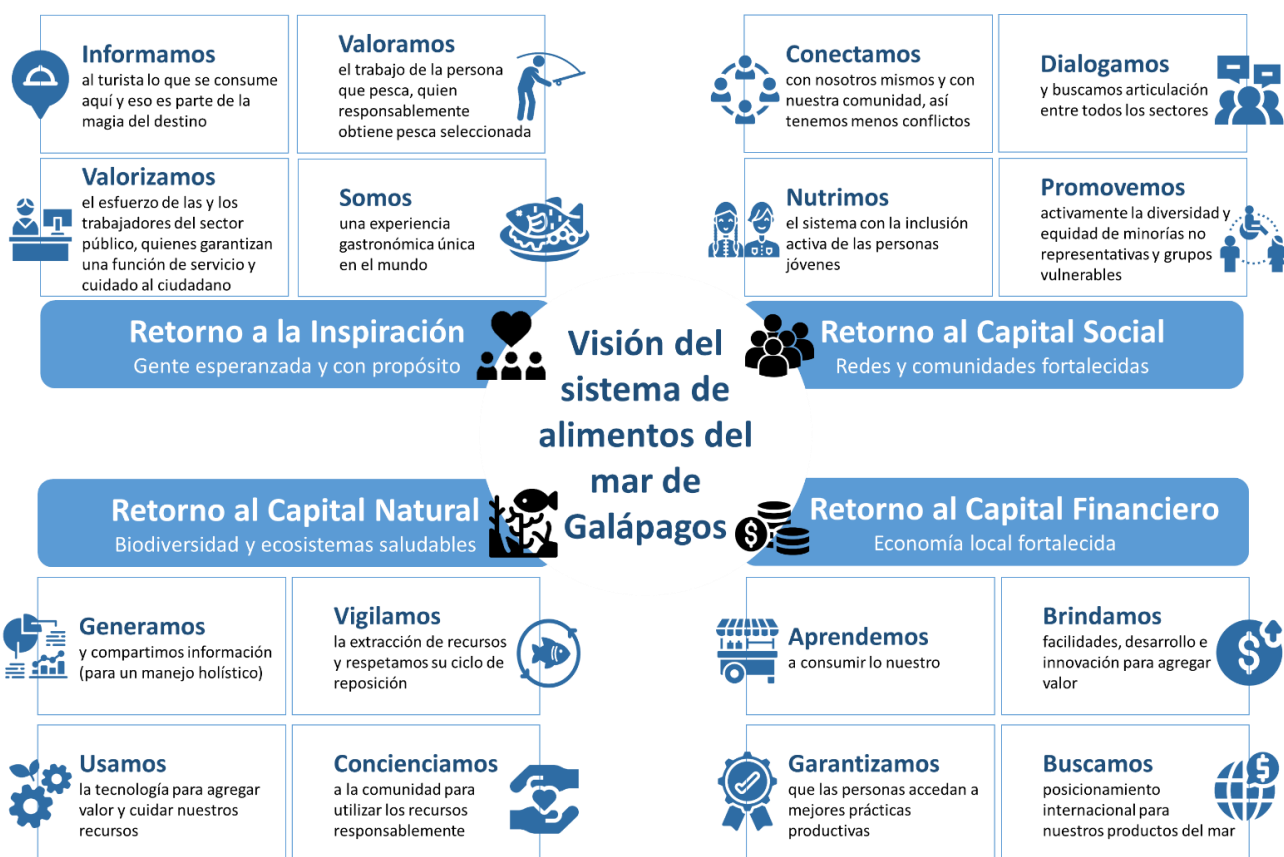 Informamos
al turista lo que se consume
aquí y eso es parte de la
magia del destino
Valoramos
el trabajo de la persona
que pesca, quien
responsablemente
obtiene pesca seleccionada
Valorizamos
el esfuerzo de las y los
trabajadores del sector
público, quienes garantizan
una función de servicio y
cuidado al ciudadano
Somos
una experiencia
gastronómica única
en el mundo
Retorno a la Inspiración
Gente esperanzada y con propósito
Conectamos
con nosotros mismos y con
nuestra comunidad, así
tenemos menos conflictos
Dialogamos
y buscamos articulación
entre todos los sectores
Nutrimos
el sistema con la inclusión
activa de las personas
jóvenes
Promovemos
activamente la diversidad y
equidad de minorías no
representativas y grupos
vulnerables
Retorno al Capital Social
Redes y comunidades fortalecidas
Visión del
sistema de
alimentos del
mar de
Galápagos
Retorno al Capital Natural
Biodiversidad y ecosistemas saludables
Generamos
y compartimos información
(para un manejo holístico)
Vigilamos
la extracción de recursos
y respetamos su ciclo de
reposición
Usamos
la tecnología para agregar
valor y cuidar nuestros
recursos
Concienciamos
a la comunidad para
utilizar los recursos
responsablemente
Retorno al Capital Financiero
Economía local fortalecida
Aprendemos
a consumir lo nuestro
Brindamos
facilidades, desarrollo e
innovación para agregar
valor
Garantizamos
que las personas accedan a
mejores prácticas
productivas
Buscamos
posicionamiento
internacional para
nuestros productos del mar